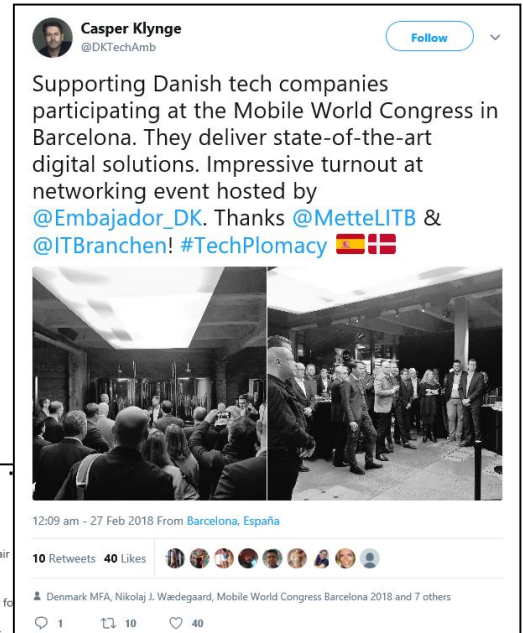 Casper Klynge
@DKTechAmb
Follow
Supporting Danish tech companies
participating at the Mobile World Congress in
Barcelona. They deliver state-of-the-art
digital solutions. Impressive turnout at
networking event hosted by
@Embajador_DK. Thanks @MetteLITB &
@ITBranchen! #TechPlomacy 🇪🇸🇩🇰
12:09 am - 27 Feb 2018 From Barcelona, España
air
10 Retweets 40 Likes
fo
Denmark MFA, Nikolaj J. Wædegaard, Mobile World Congress Barcelona 2018 and 7 others
1 10 40